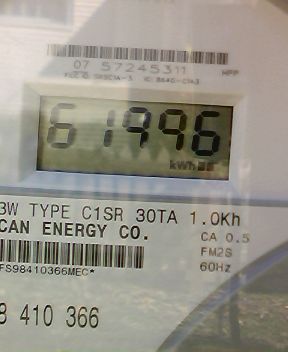 07 57245311
61996
kWh
3W TYPE C1SR 30TA 1.0Kh
CAN ENERGY CO.
CA 0.5
FM2S
60Hz
FS98410366MEC*
8 410 366